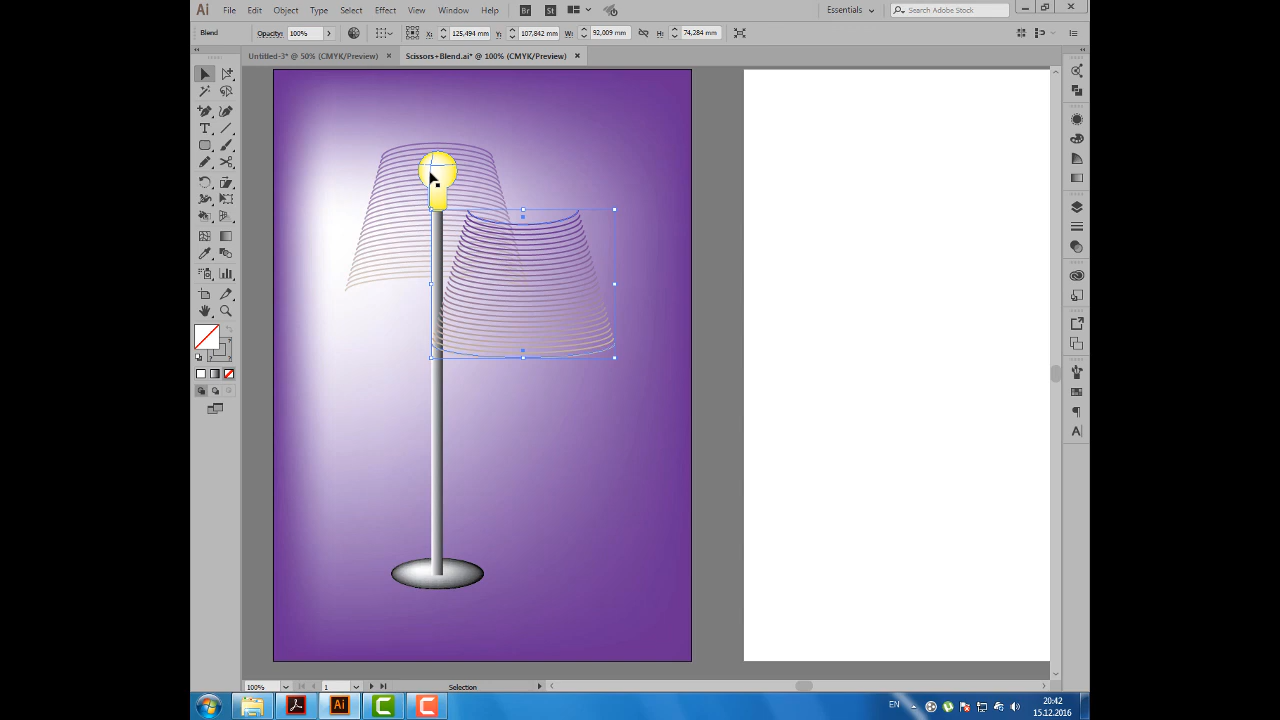 Ai File Edit Object Type Select Effect View Window Help Br St Essentials Search Adobe Stock
Blend Opacity: 100% X: 125,494 mm Y: 107,842 mm W: 92,009 mm H: 74,284 mm
Untitled-3* @ 50% (CMYK/Preview) × Scissors+Blend.ai* @ 100% (CMYK/Preview) ×
100% 1 Selection
Ai EN 20:42
15.12.2016